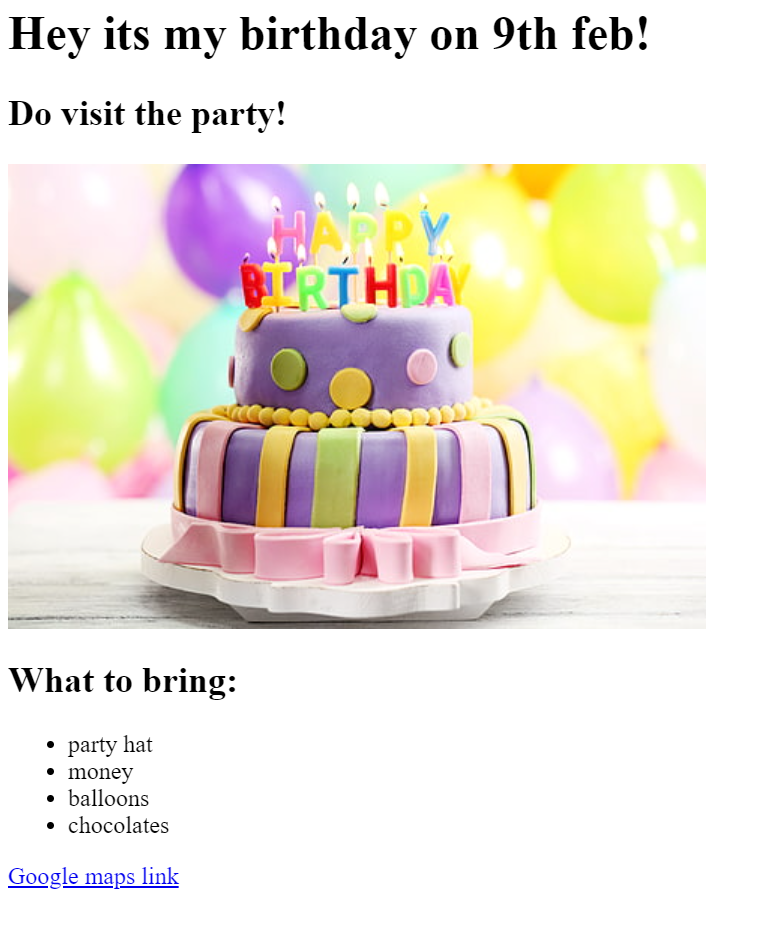 Hey its my birthday on 9th feb!
Do visit the party!
HAPPY
BIRTHDAY
What to bring:
party hat
money
balloons
chocolates
Google maps link